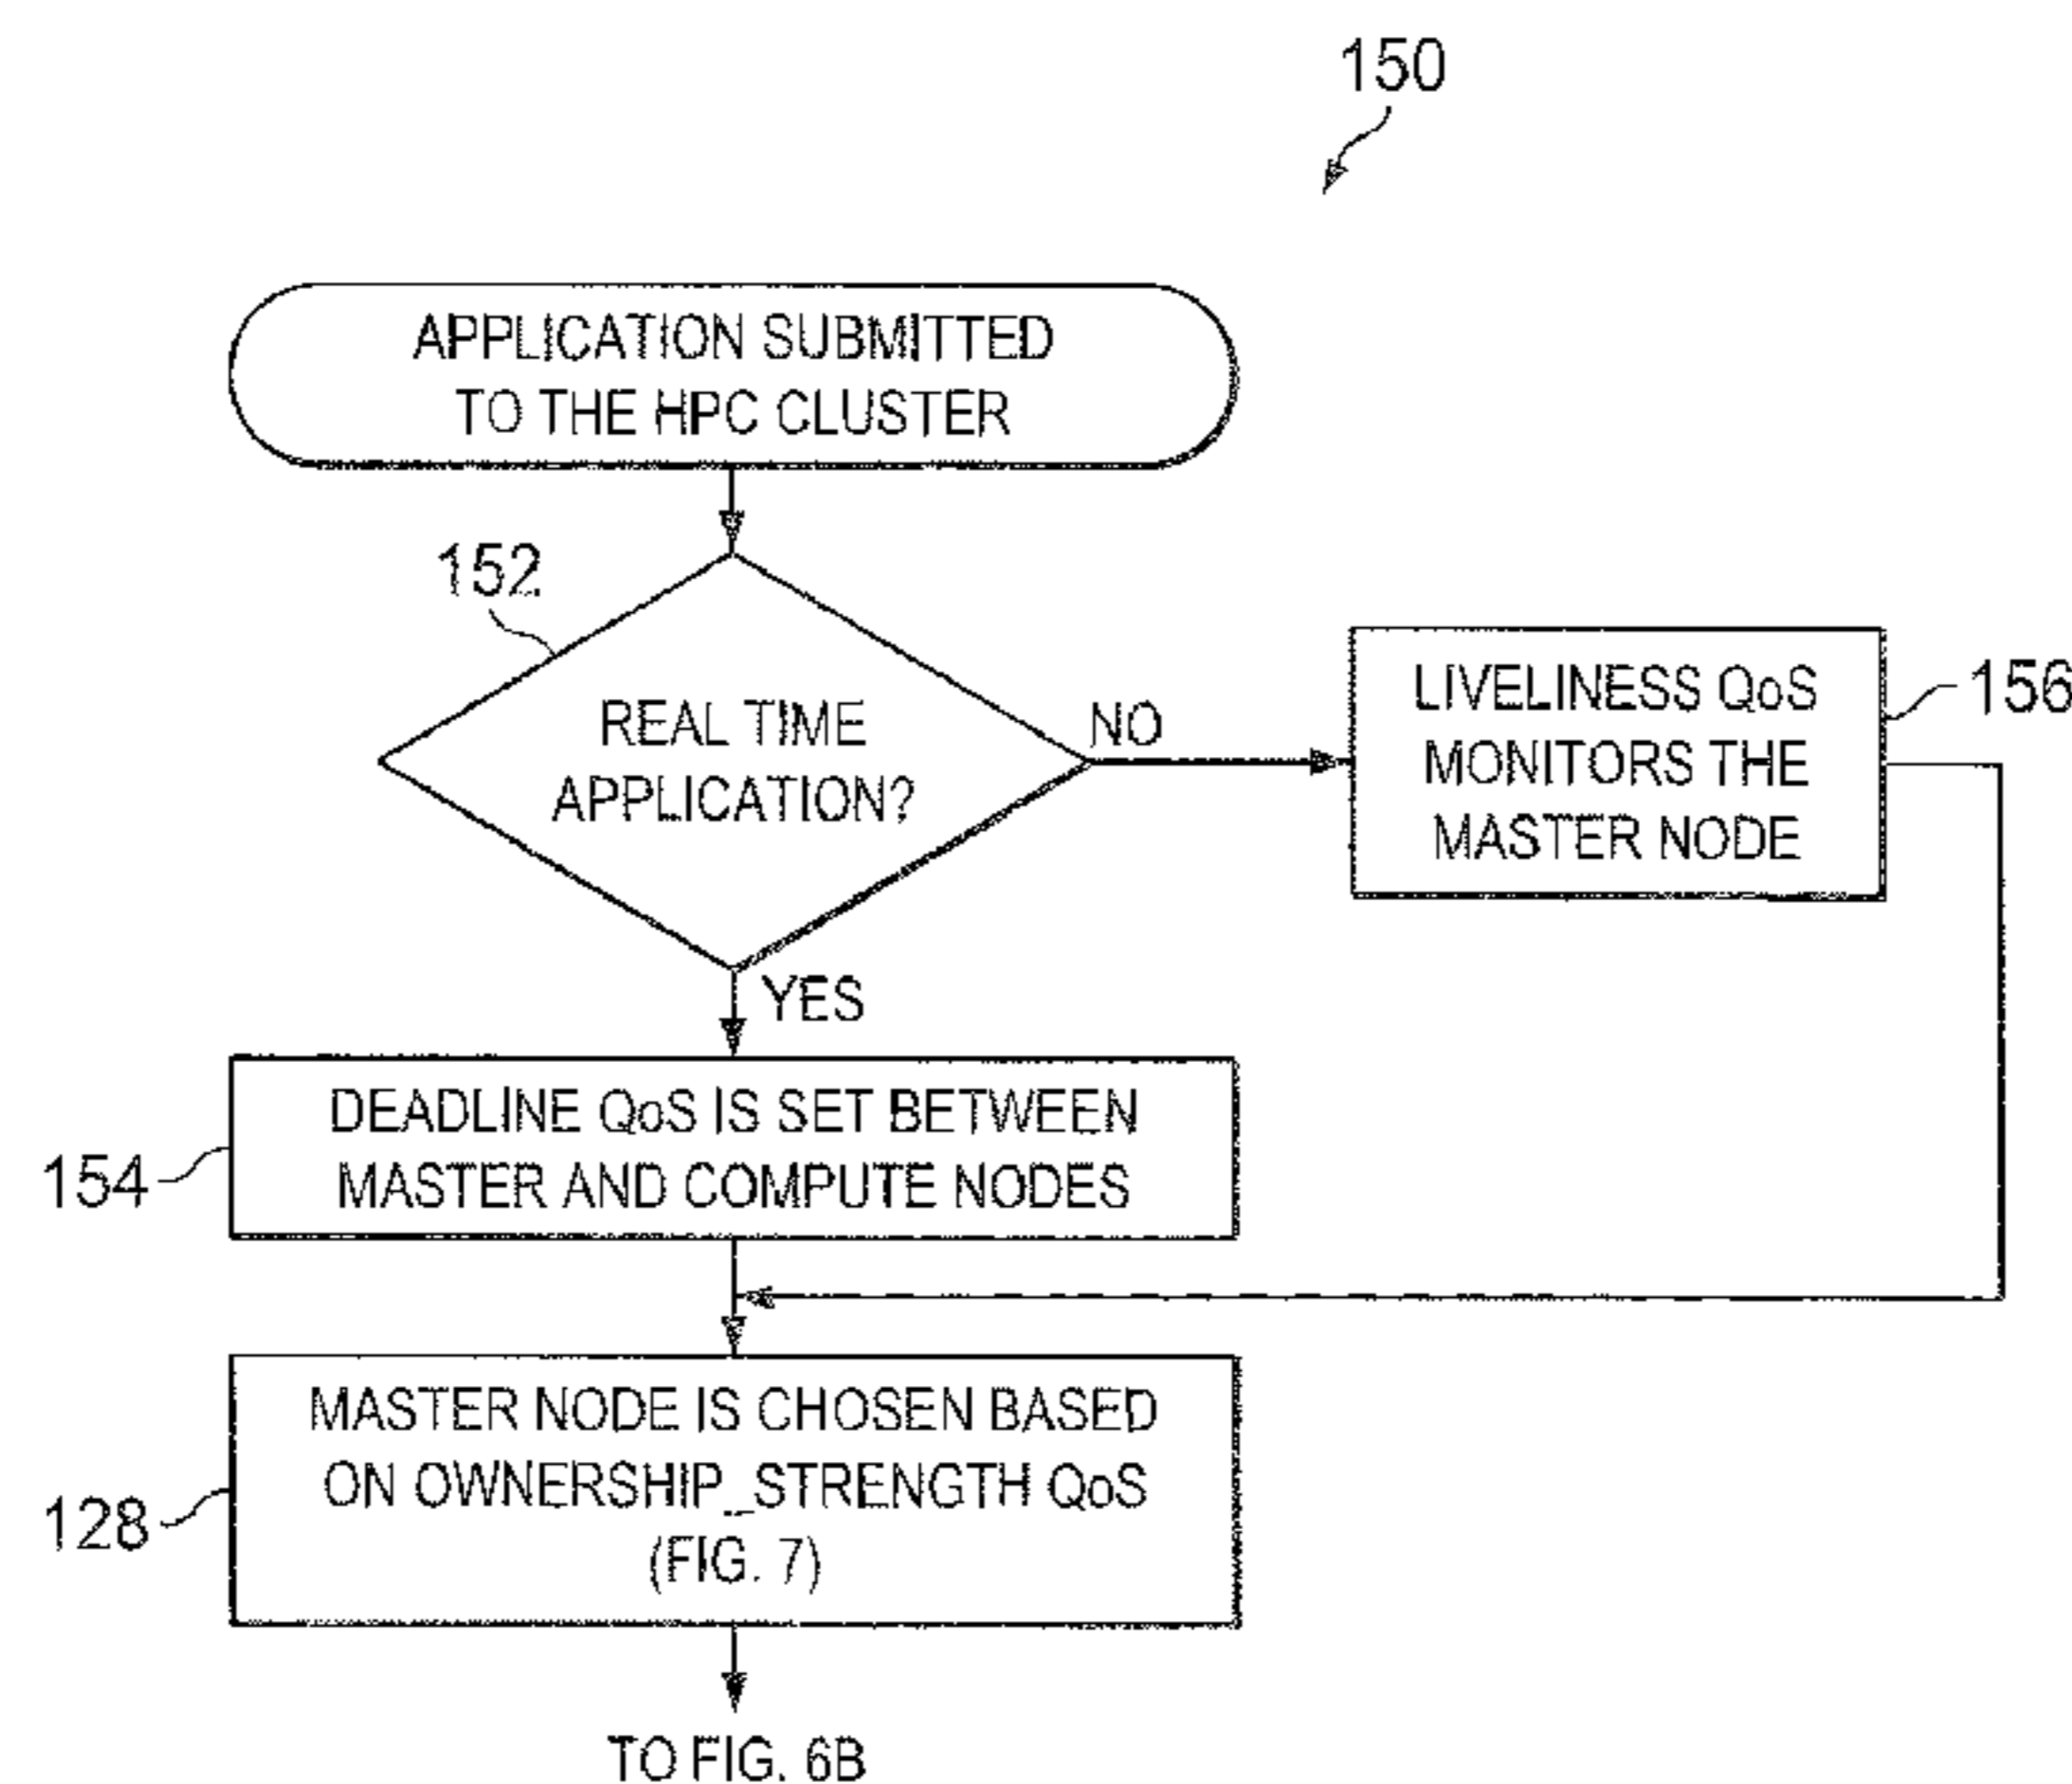 150
APPLICATION SUBMITTED
TO THE HPC CLUSTER
152
REAL TIME
APPLICATION?
NO
LIVELINESS QoS
MONITORS THE
MASTER NODE
156
YES
DEADLINE QoS IS SET BETWEEN
MASTER AND COMPUTE NODES
154
MASTER NODE IS CHOSEN BASED
ON OWNERSHIP_STRENGTH QoS
(FIG. 7)
128
TO FIG. 6B